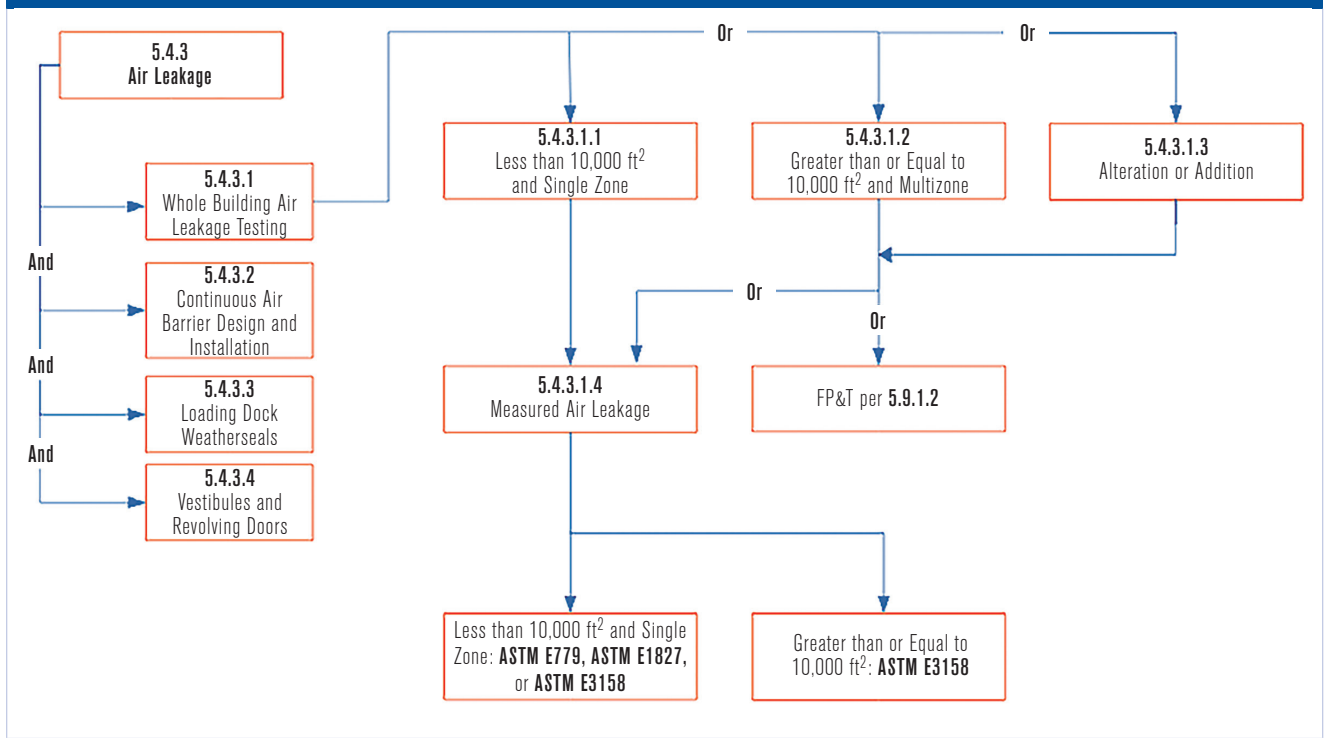 5.4.3
Air Leakage
Or
Or
5.4.3.1
Whole Building Air
Leakage Testing
5.4.3.1.1
Less than 10,000 ft²
and Single Zone
5.4.3.1.2
Greater than or Equal to
10,000 ft² and Multizone
5.4.3.1.3
Alteration or Addition
And
5.4.3.2
Continuous Air
Barrier Design and
Installation
Or
Or
And
5.4.3.3
Loading Dock
Weatherseals
5.4.3.1.4
Measured Air Leakage
FP&T per 5.9.1.2
And
5.4.3.4
Vestibules and
Revolving Doors
Less than 10,000 ft² and Single
Zone: ASTM E779, ASTM E1827,
or ASTM E3158
Greater than or Equal to
10,000 ft²: ASTM E3158